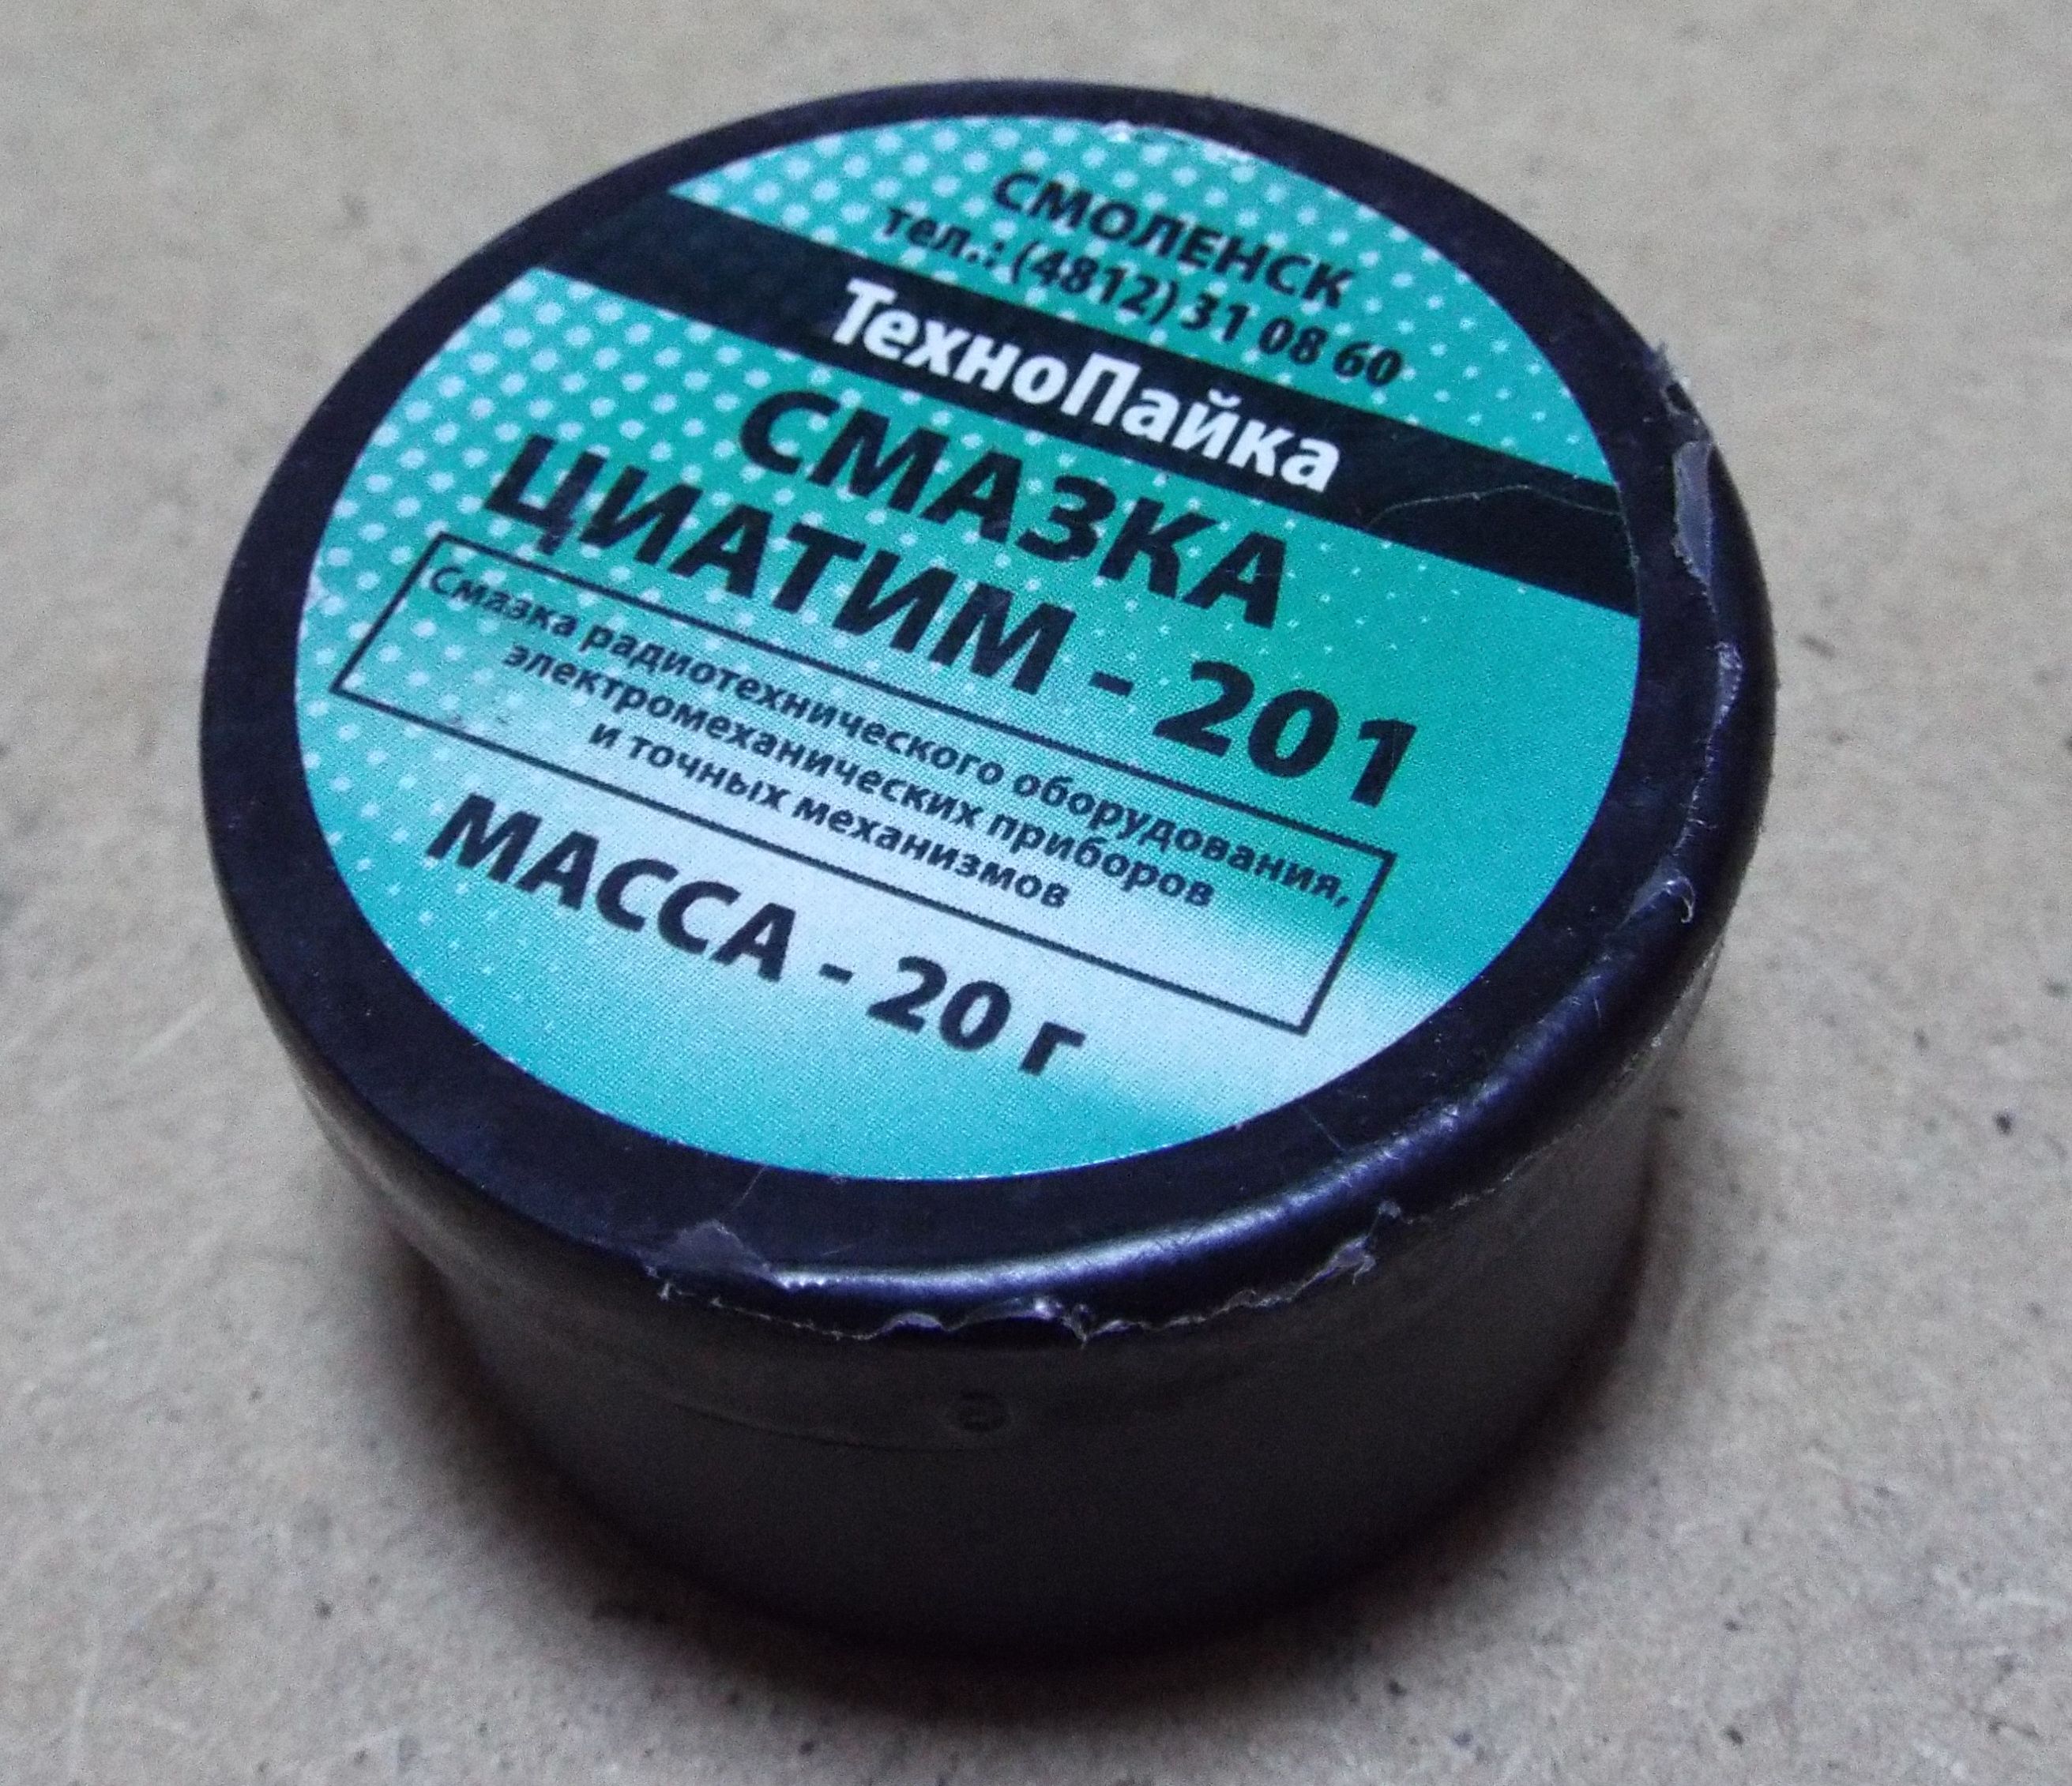 СМОЛЕНСК
тел.: (4812) 31 08 60
ТехноПайка
СМАЗКА
ЦИАТИМ - 201
Смазка радиотехнического оборудования,
электромеханических приборов
и точных механизмов
МАССА - 20 г